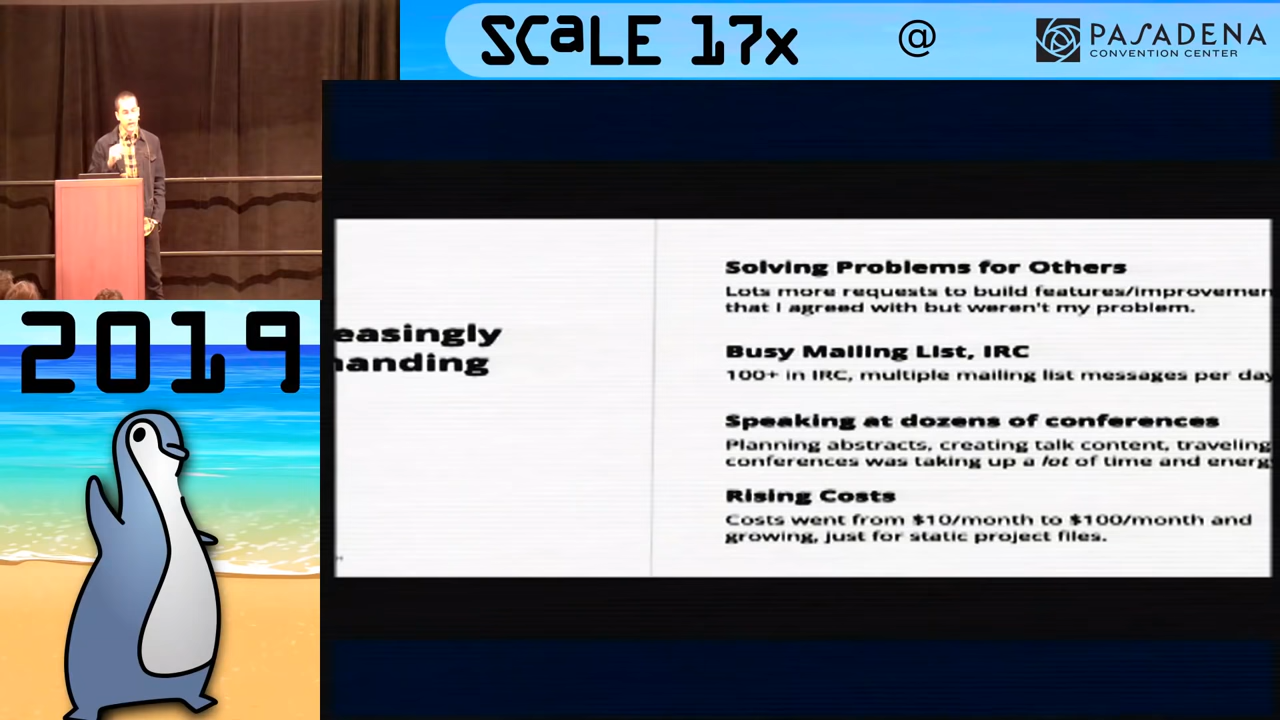 SCaLE 17x
@
PASADENA
CONVENTION CENTER
2019
easingly
anding
Solving Problems for Others
Lots more requests to build features/improvemen
that I agreed with but weren't my problem.
Busy Mailing List, IRC
100+ in IRC, multiple mailing list messages per day
Speaking at dozens of conferences
Planning abstracts, creating talk content, traveling
conferences was taking up a lot of time and energ
Rising Costs
Costs went from $10/month to $100/month and
growing, just for static project files.